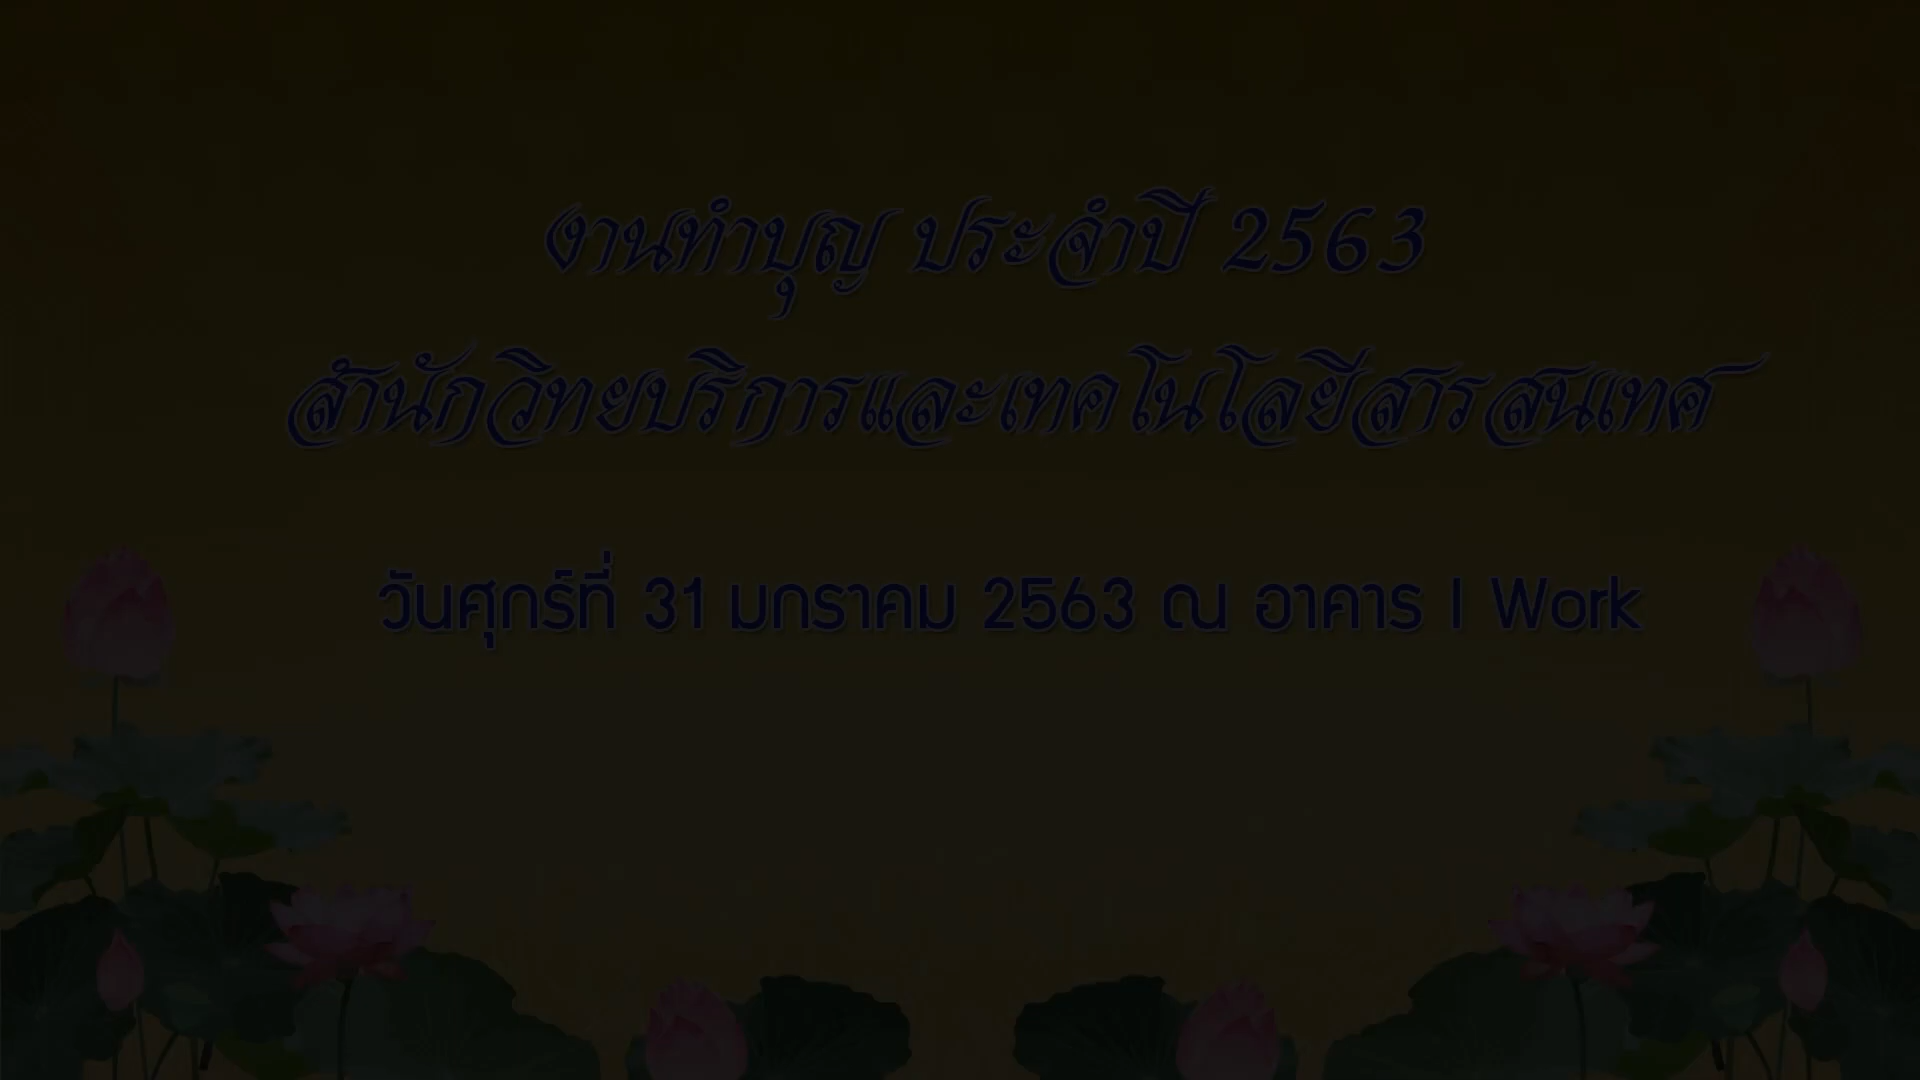 งานทำบุญ ประจำปี 2563
สำนักวิทยบริการและเทคโนโลยีสารสนเทศ
วันศุกร์ที่ 31 มกราคม 2563 ณ อาคาร I Work